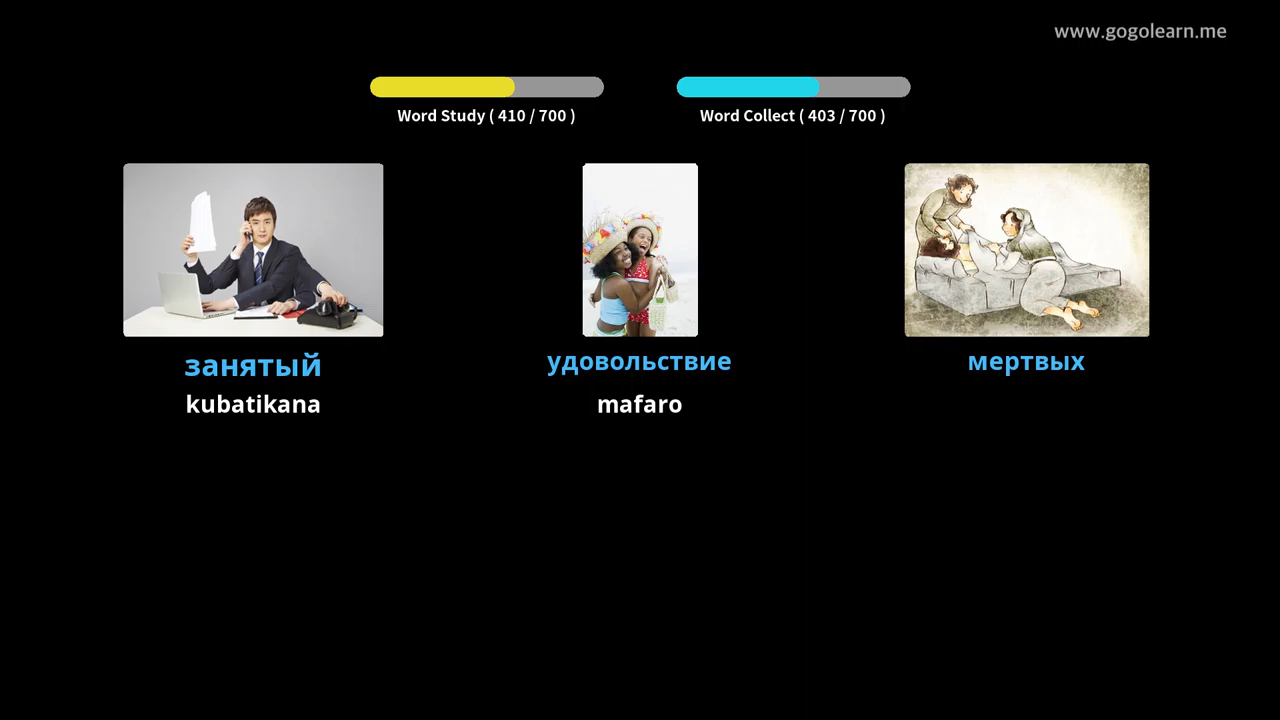 www.gogolearn.me
Word Study ( 410 / 700 )
Word Collect ( 403 / 700 )
занятый
удовольствие
мертвых
kubatikana
mafaro